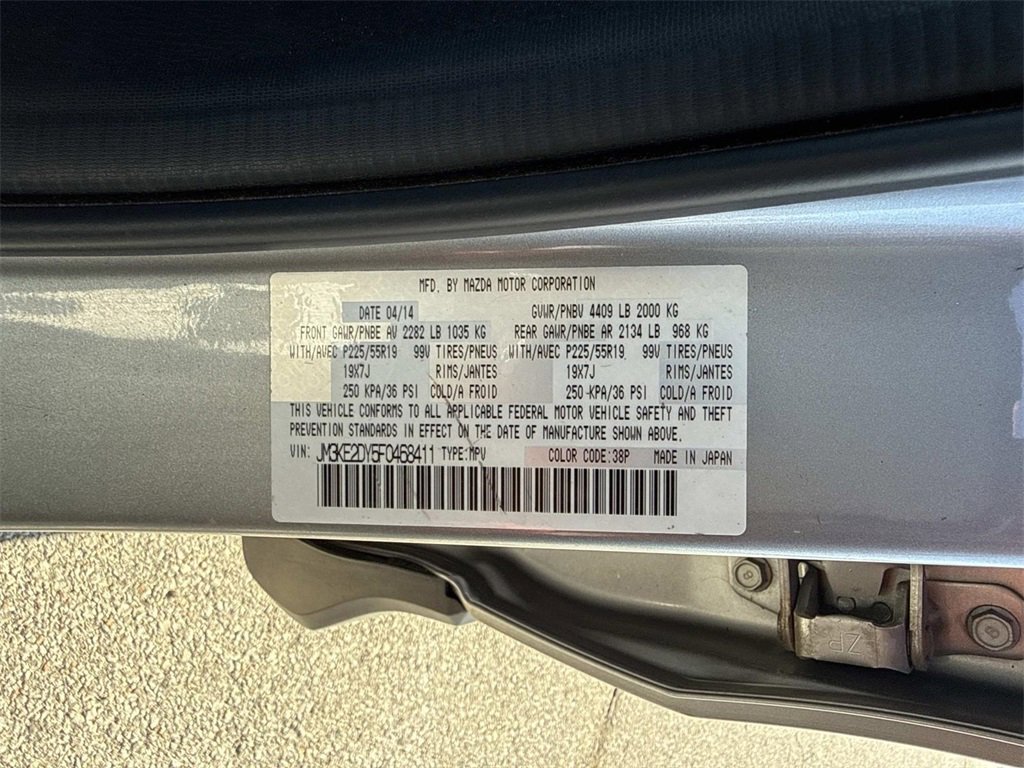 MFD. BY MAZDA MOTOR CORPORATION
DATE 04/14 GVWR/PNBV 4409 LB 2000 KG
FRONT GAWR/PNBE AV 2282 LB 1035 KG REAR GAWR/PNBE AR 2134 LB 968 KG
WITH/AVEC P225/55R19 99V TIRES/PNEUS WITH/AVEC P225/55R19 99V TIRES/PNEUS
19X7J RIMS/JANTES 19X7J RIMS/JANTES
250 KPA/36 PSI COLD/A FROID 250 KPA/36 PSI COLD/A FROID
THIS VEHICLE CONFORMS TO ALL APPLICABLE FEDERAL MOTOR VEHICLE SAFETY AND THEFT
PREVENTION STANDARDS IN EFFECT ON THE DATE OF MANUFACTURE SHOWN ABOVE.
VIN: JM3KE2DY5F0468411 TYPE:MPV COLOR CODE:38P MADE IN JAPAN
8
ZP
8